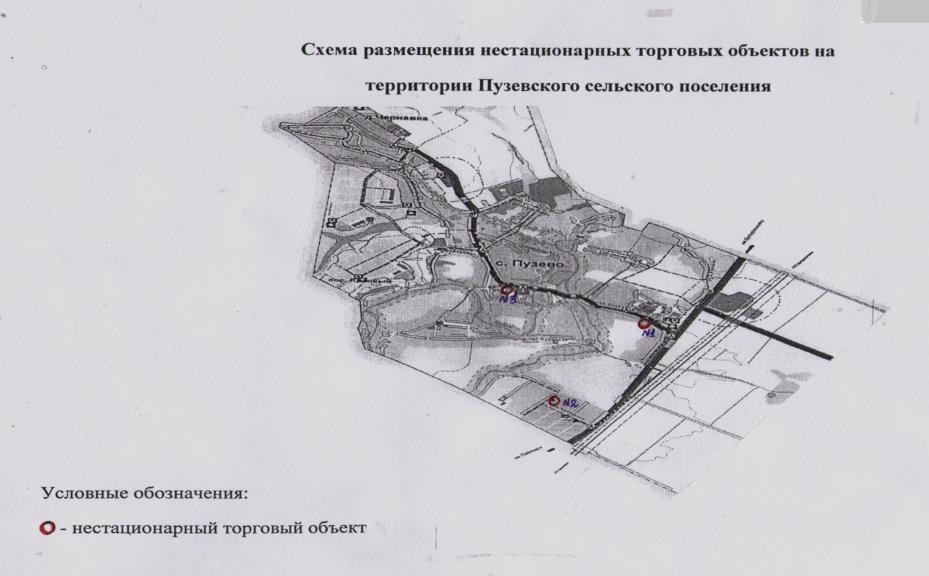 Схема размещения нестационарных торговых объектов на
территории Пузевского сельского поселения
д. Чернавка
с. Пузево
N3
N1
N2
Условные обозначения:
- нестационарный торговый объект